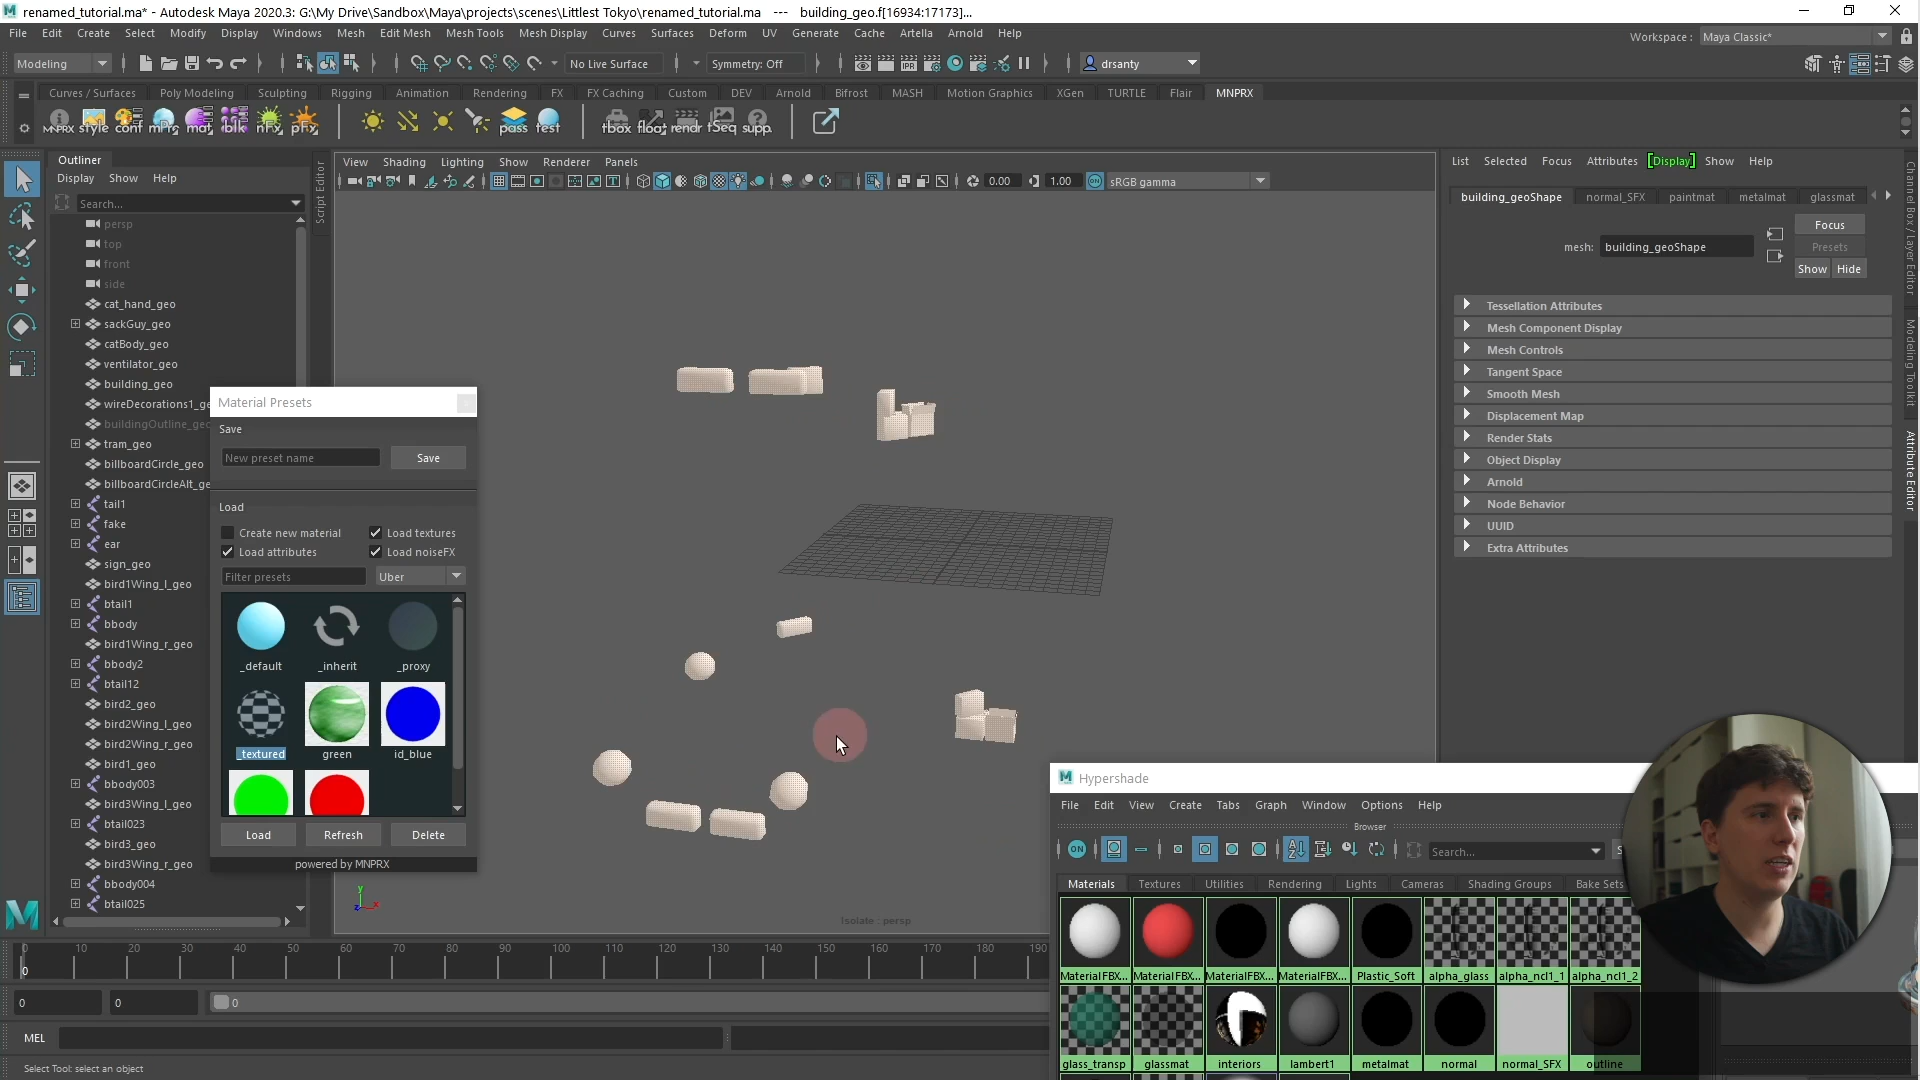 renamed_tutorial.ma* - Autodesk Maya 2020.3: G:\My Drive\Sandbox\Maya\projects\scenes\Littlest Tokyo\renamed_tutorial.ma --- building_geo.f[16934:17173]...
File Edit Create Select Modify Display Windows Mesh Edit Mesh Mesh Tools Mesh Display Curves Surfaces Deform UV Generate Cache Artella Arnold Help
Workspace : Maya Classic*
Modeling
No Live Surface
Symmetry: Off
drsanty
Curves / Surfaces Poly Modeling Sculpting Rigging Animation Rendering FX FX Caching Custom DEV Arnold Bifrost MASH Motion Graphics XGen TURTLE Flair MNPRX
MNPRX style conf mPrs mat blk nFx pFx pass test tbox float rendr fSeq supp.
Outliner
Display Show Help
Search...
persp
top
front
side
cat_hand_geo
sackGuy_geo
catBody_geo
ventilator_geo
building_geo
wireDecorations1_ge
buildingOutline_geo
tram_geo
billboardCircle_geo
billboardCircleAlt_ge
tail1
fake
ear
sign_geo
bird1Wing_l_geo
btail1
bbody
bird1Wing_r_geo
bbody2
btail12
bird2_geo
bird2Wing_l_geo
bird2Wing_r_geo
bird1_geo
bbody003
bird3Wing_l_geo
btail023
bird3_geo
bird3Wing_r_geo
bbody004
btail025
Script Editor
Material Presets
Save
New preset name
Save
Load
Create new material
Load textures
Load attributes
Load noiseFX
Filter presets
Uber
_default _inherit _proxy
_textured green id_blue
Load Refresh Delete
powered by MNPRX
View Shading Lighting Show Renderer Panels
0.00
1.00
ON
sRGB gamma
y
z
x
Isolate : persp
List Selected Focus Attributes [Display] Show Help
building_geoShape normal_SFX paintmat metalmat glassmat
mesh: building_geoShape
Focus
Presets
Show Hide
Tessellation Attributes
Mesh Component Display
Mesh Controls
Tangent Space
Smooth Mesh
Displacement Map
Render Stats
Object Display
Arnold
Node Behavior
UUID
Extra Attributes
Channel Box / Layer Editor
Modeling Toolkit
Attribute Editor
Hypershade
File Edit View Create Tabs Graph Window Options Help
Browser
ON
Search...
S
Materials Textures Utilities Rendering Lights Cameras Shading Groups Bake Sets
MaterialFBX... MaterialFBX... MaterialFBX... MaterialFBX... Plastic_Soft alpha_glass alpha_ncl1_1 alpha_ncl1_2
glass_transp glassmat interiors lambert1 metalmat normal normal_SFX outline
0 10 20 30 40 50 60 70 80 90 100 110 120 130 140 150 160 170 180 190
0
0
0
0
MEL
Select Tool: select an object